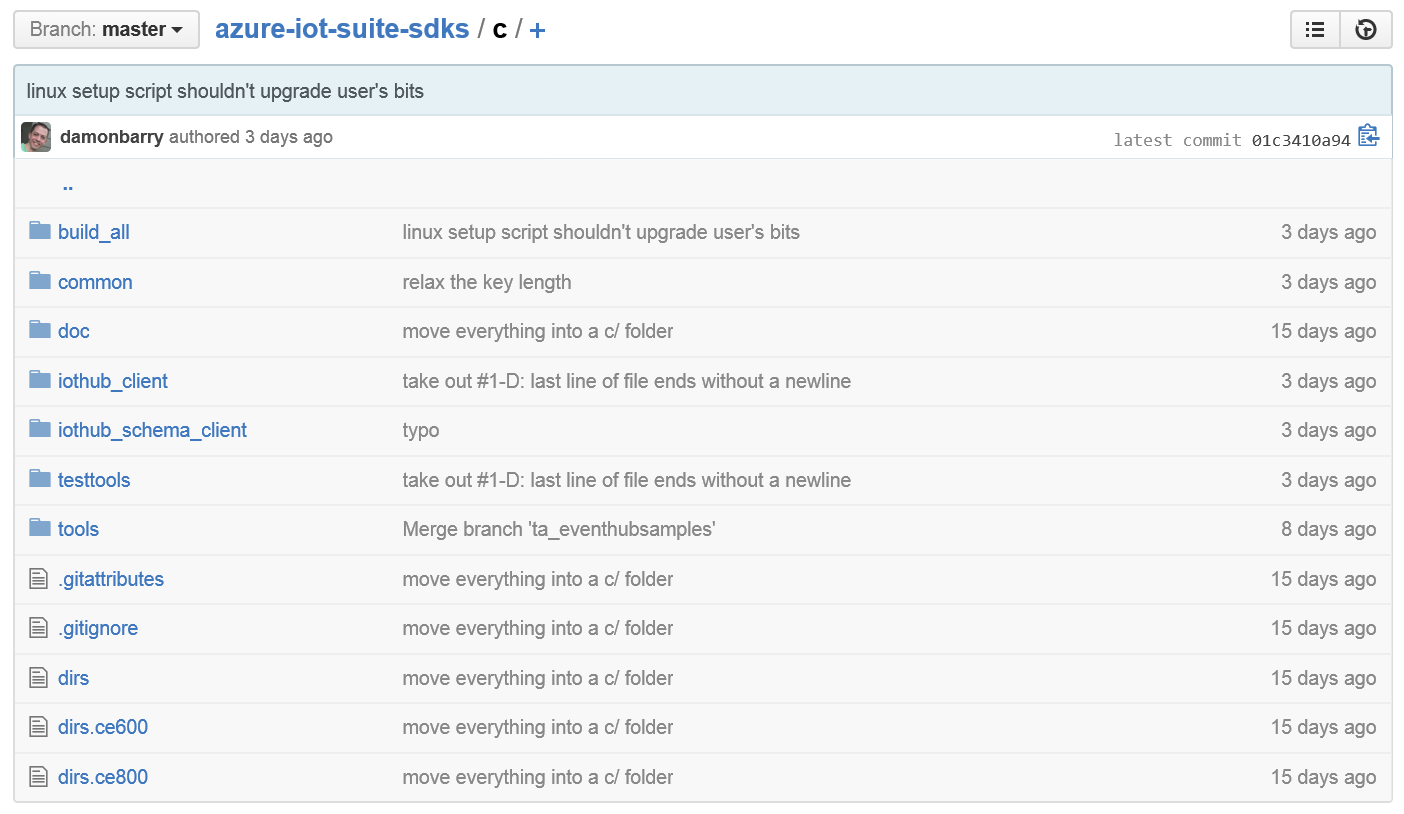 Branch: master azure-iot-suite-sdks / c / +
linux setup script shouldn't upgrade user's bits
damonbarry authored 3 days ago latest commit 01c3410a94
..
build_all linux setup script shouldn't upgrade user's bits 3 days ago
common relax the key length 3 days ago
doc move everything into a c/ folder 15 days ago
iothub_client take out #1-D: last line of file ends without a newline 3 days ago
iothub_schema_client typo 3 days ago
testtools take out #1-D: last line of file ends without a newline 3 days ago
tools Merge branch 'ta_eventhubsamples' 8 days ago
.gitattributes move everything into a c/ folder 15 days ago
.gitignore move everything into a c/ folder 15 days ago
dirs move everything into a c/ folder 15 days ago
dirs.ce600 move everything into a c/ folder 15 days ago
dirs.ce800 move everything into a c/ folder 15 days ago